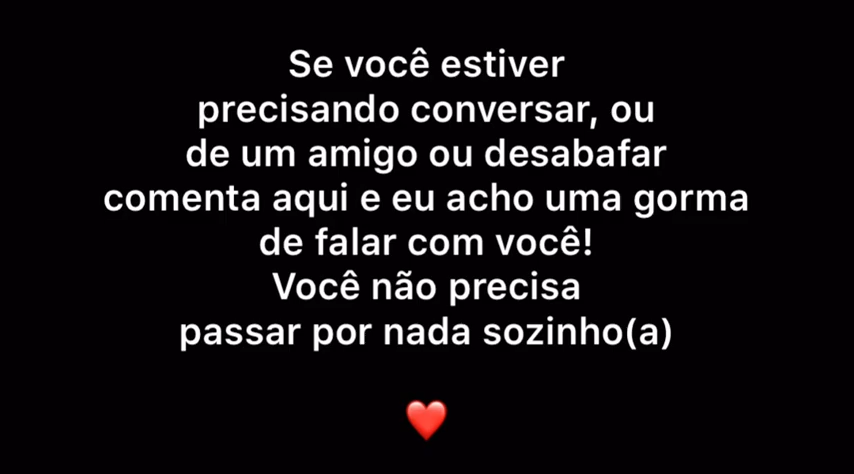 Se você estiver
precisando conversar, ou
de um amigo ou desabafar
comenta aqui e eu acho uma gorma
de falar com você!
Você não precisa
passar por nada sozinho(a)
❤️